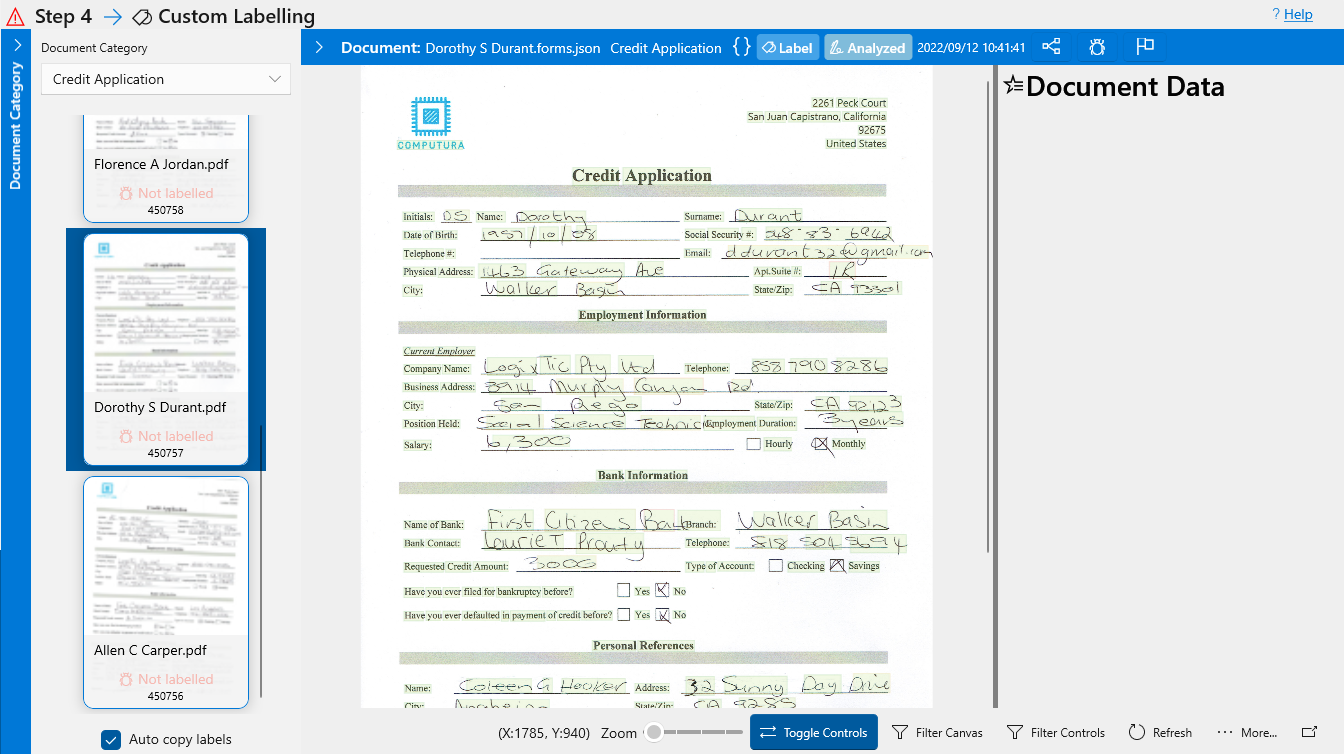 Step 4 → Custom Labelling
? Help
Document Category
Document Category
Credit Application
Florence A Jordan.pdf
Not labelled
450758
Dorothy S Durant.pdf
Not labelled
450757
Allen C Carper.pdf
Not labelled
450756
Auto copy labels
Document: Dorothy S Durant.forms.json Credit Application {} Label Analyzed 2022/09/12 10:41:41
COMPUTURA
2261 Peck Court
San Juan Capistrano, California
92675
United States
Credit Application
Initials: DS Name: Dorothy Surname: Durant
Date of Birth: 1957/10/08 Social Security #: 268-83-6942
Telephone #: Email: ddurant32@gmail.com
Physical Address: 1463 Gateway Ave Apt.Suite #: 1R
City: Walker Basin State/Zip: CA 93301
Employment Information
Current Employer
Company Name: LogixTic Pty Ltd Telephone: 858 790 8286
Business Address: 3914 Murphy Canyon Rd
City: San Diego State/Zip: CA 92123
Position Held: Social Science Technic Employment Duration: 3 years
Salary: 6,300 Hourly Monthly
Bank Information
Name of Bank: First Citizens Bank Branch: Walker Basin
Bank Contact: Laurie T Prouty Telephone: 818 504 3694
Requested Credit Amount: 3000 Type of Account: Checking Savings
Have you ever filed for bankruptcy before? Yes No
Have you ever defaulted in payment of credit before? Yes No
Personal References
Name: Coleen G Hooker Address: 32 Sunny Day Drive
City: Anaheim State/Zip: CA
Document Data
(X:1785, Y:940) Zoom Toggle Controls Filter Canvas Filter Controls Refresh ··· More...